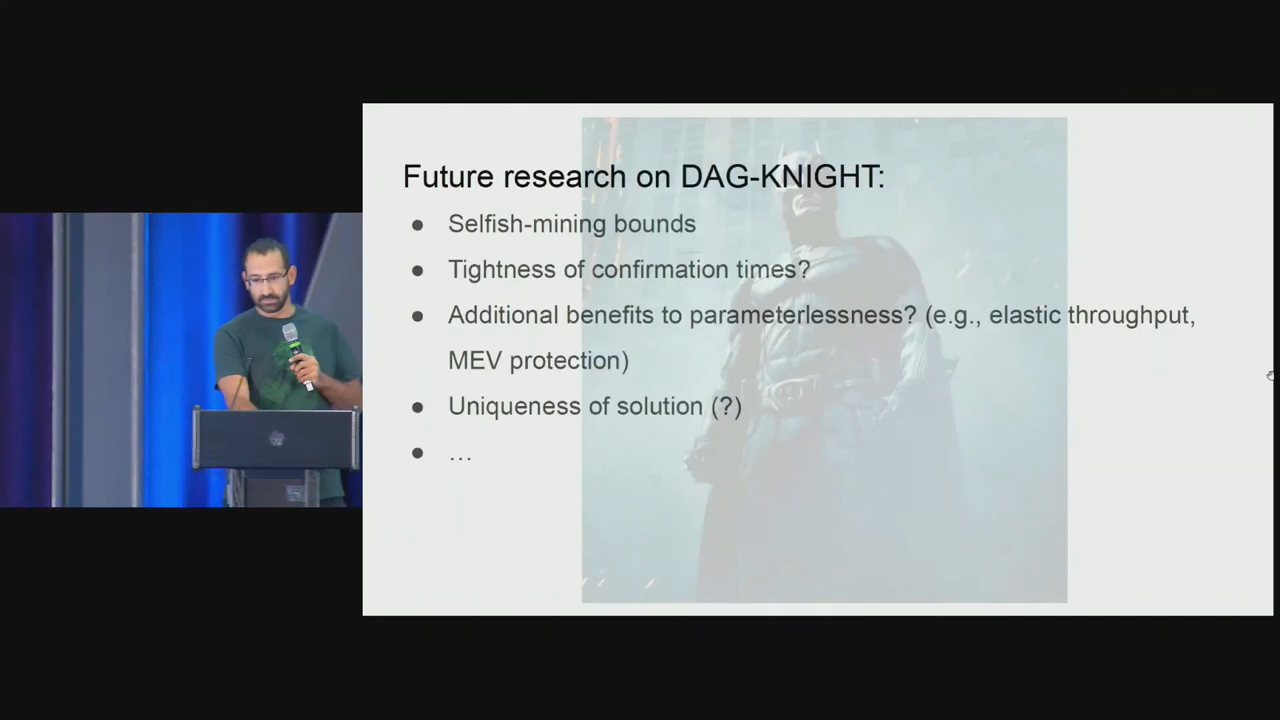 Future research on DAG-KNIGHT:
● Selfish-mining bounds
● Tightness of confirmation times?
● Additional benefits to parameterlessness? (e.g., elastic throughput,
MEV protection)
● Uniqueness of solution (?)
● …